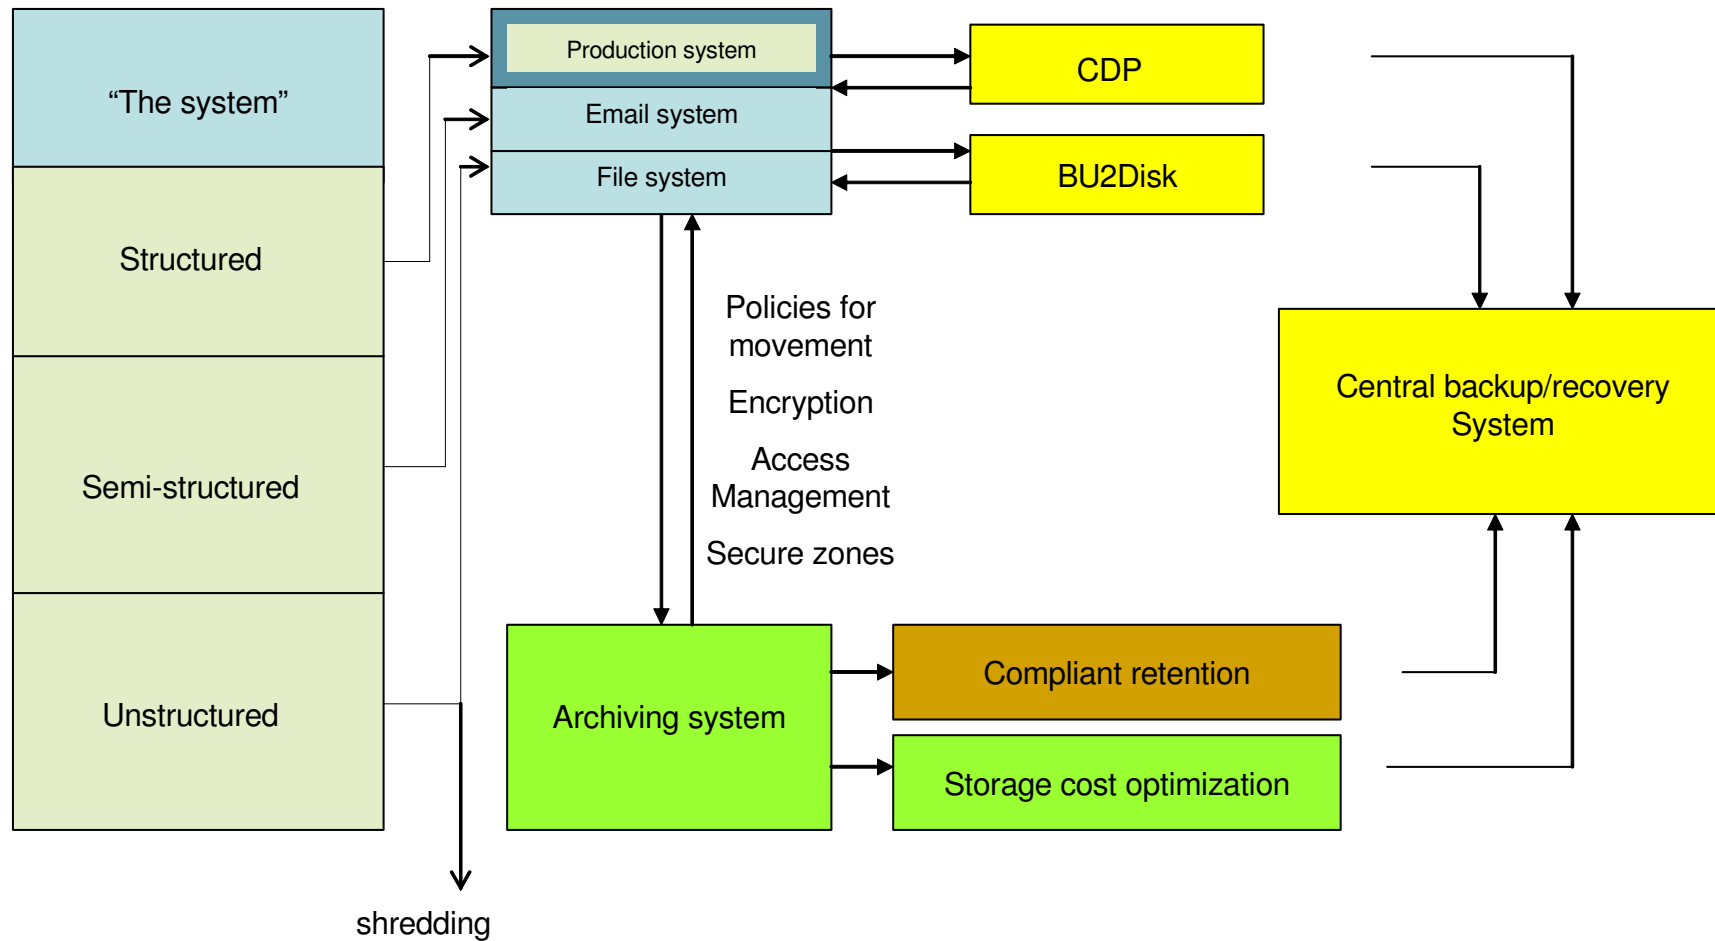 “The system”
Structured
Semi-structured
Unstructured
shredding
Production system
Email system
File system
CDP
BU2Disk
Policies for
movement
Encryption
Access
Management
Secure zones
Central backup/recovery
System
Archiving system
Compliant retention
Storage cost optimization